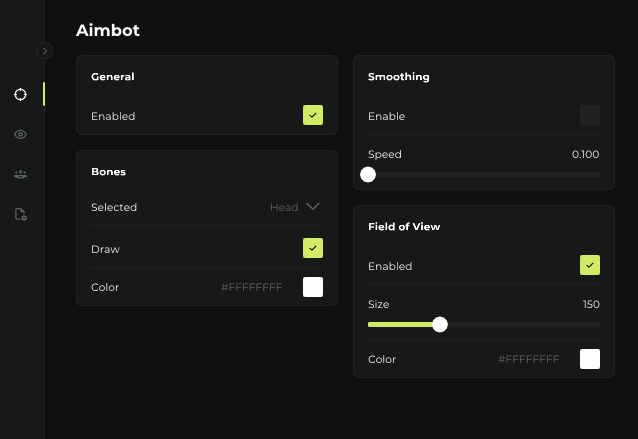 Aimbot
General
Enabled
Bones
Selected Head
Draw
Color #FFFFFFFF
Smoothing
Enable
Speed 0.100
Field of View
Enabled
Size 150
Color #FFFFFFFF